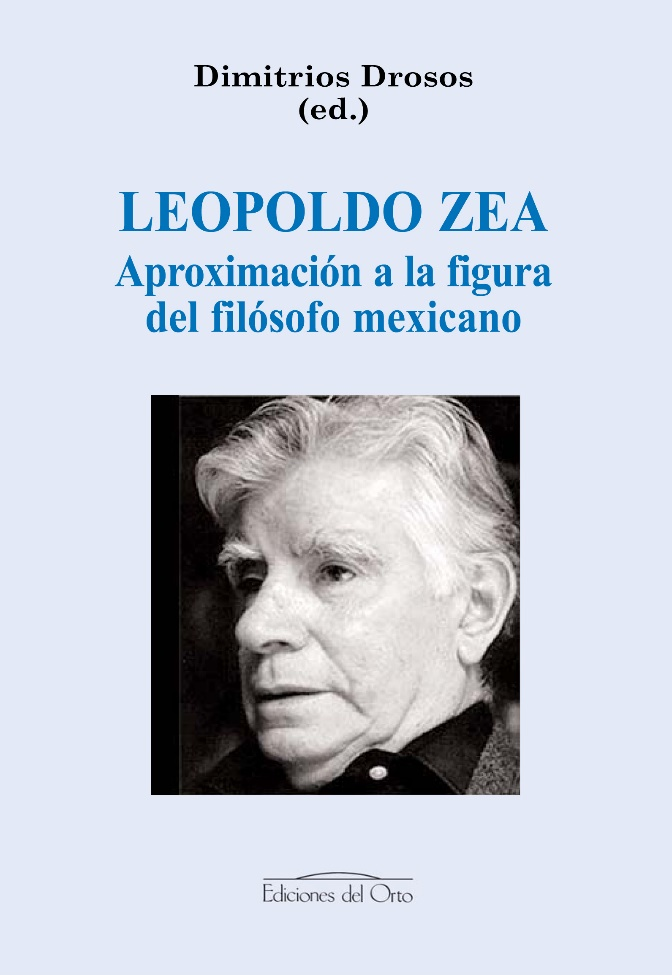 Dimitrios Drosos
(ed.)
LEOPOLDO ZEA
Aproximación a la figura
del filósofo mexicano
Ediciones del Orto